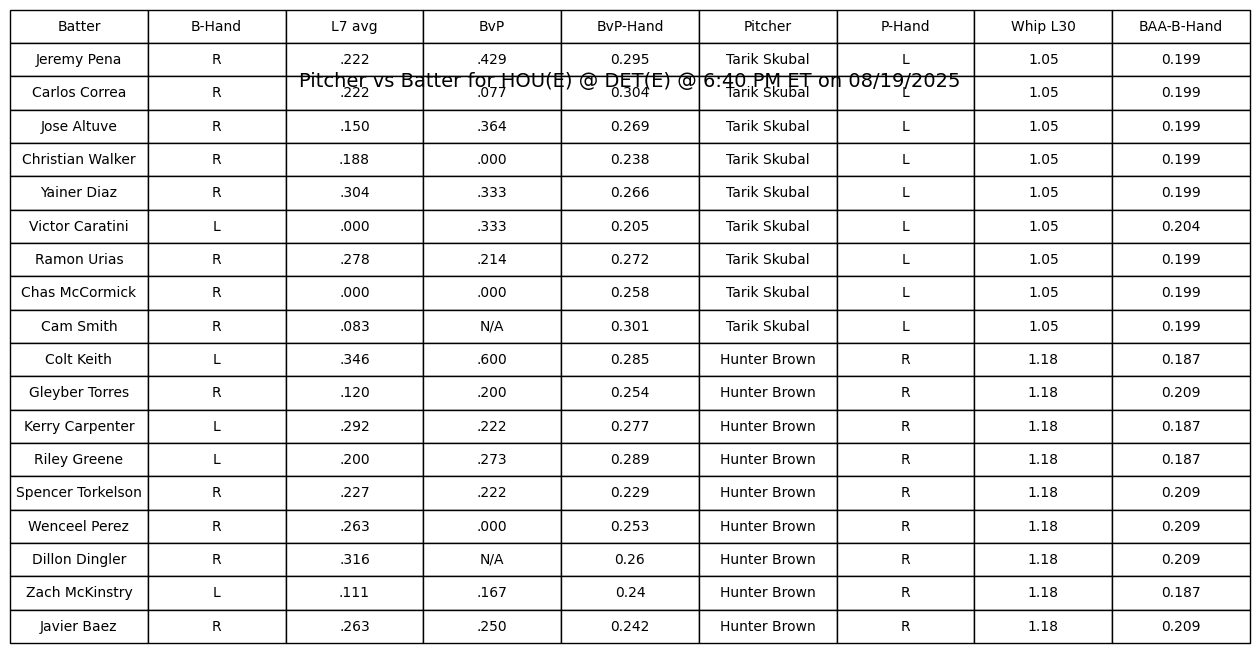 Batter B-Hand L7 avg BvP BvP-Hand Pitcher P-Hand Whip L30 BAA-B-Hand
Jeremy Pena R .222 .429 0.295 Tarik Skubal L 1.05 0.199
Pitcher vs Batter for HOU(E) @ DET(E) @ 6:40 PM ET on 08/19/2025
Carlos Correa R .222 .077 0.304 Tarik Skubal L 1.05 0.199
Jose Altuve R .150 .364 0.269 Tarik Skubal L 1.05 0.199
Christian Walker R .188 .000 0.238 Tarik Skubal L 1.05 0.199
Yainer Diaz R .304 .333 0.266 Tarik Skubal L 1.05 0.199
Victor Caratini L .000 .333 0.205 Tarik Skubal L 1.05 0.204
Ramon Urias R .278 .214 0.272 Tarik Skubal L 1.05 0.199
Chas McCormick R .000 .000 0.258 Tarik Skubal L 1.05 0.199
Cam Smith R .083 N/A 0.301 Tarik Skubal L 1.05 0.199
Colt Keith L .346 .600 0.285 Hunter Brown R 1.18 0.187
Gleyber Torres R .120 .200 0.254 Hunter Brown R 1.18 0.209
Kerry Carpenter L .292 .222 0.277 Hunter Brown R 1.18 0.187
Riley Greene L .200 .273 0.289 Hunter Brown R 1.18 0.187
Spencer Torkelson R .227 .222 0.229 Hunter Brown R 1.18 0.209
Wenceel Perez R .263 .000 0.253 Hunter Brown R 1.18 0.209
Dillon Dingler R .316 N/A 0.26 Hunter Brown R 1.18 0.209
Zach McKinstry L .111 .167 0.24 Hunter Brown R 1.18 0.187
Javier Baez R .263 .250 0.242 Hunter Brown R 1.18 0.209